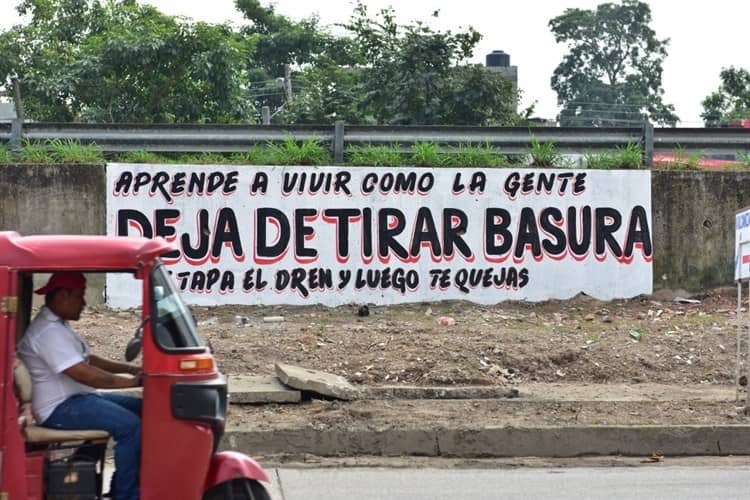 APRENDE A VIVIR COMO LA GENTE
DEJA DE TIRAR BASURA
TAPA EL DREN Y LUEGO TE QUEJAS